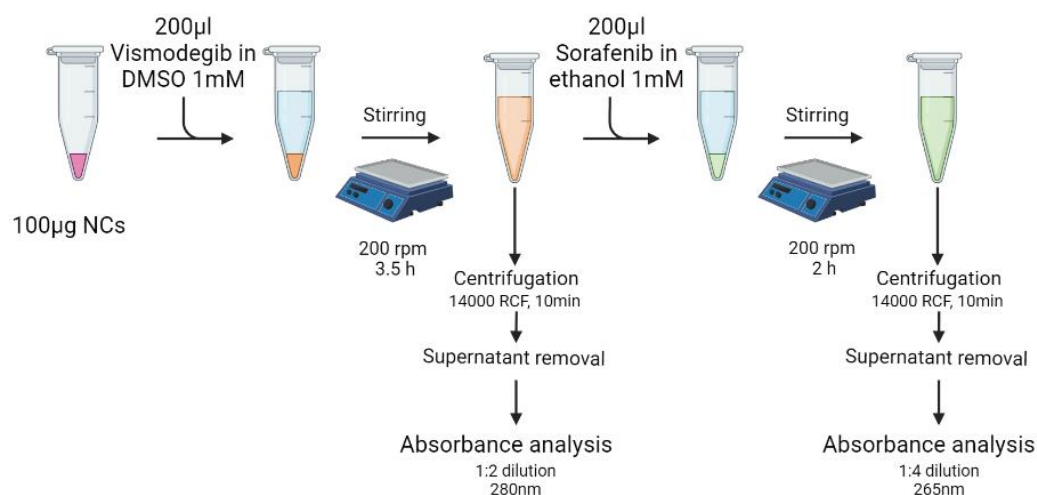 200µl
Vismodegib in
DMSO 1mM
200µl
Sorafenib in
ethanol 1mM
Stirring
Stirring
100µg NCs
200 rpm
3.5 h
200 rpm
2 h
Centrifugation
14000 RCF, 10min
Centrifugation
14000 RCF, 10min
Supernatant removal
Supernatant removal
Absorbance analysis
1:2 dilution
280nm
Absorbance analysis
1:4 dilution
265nm